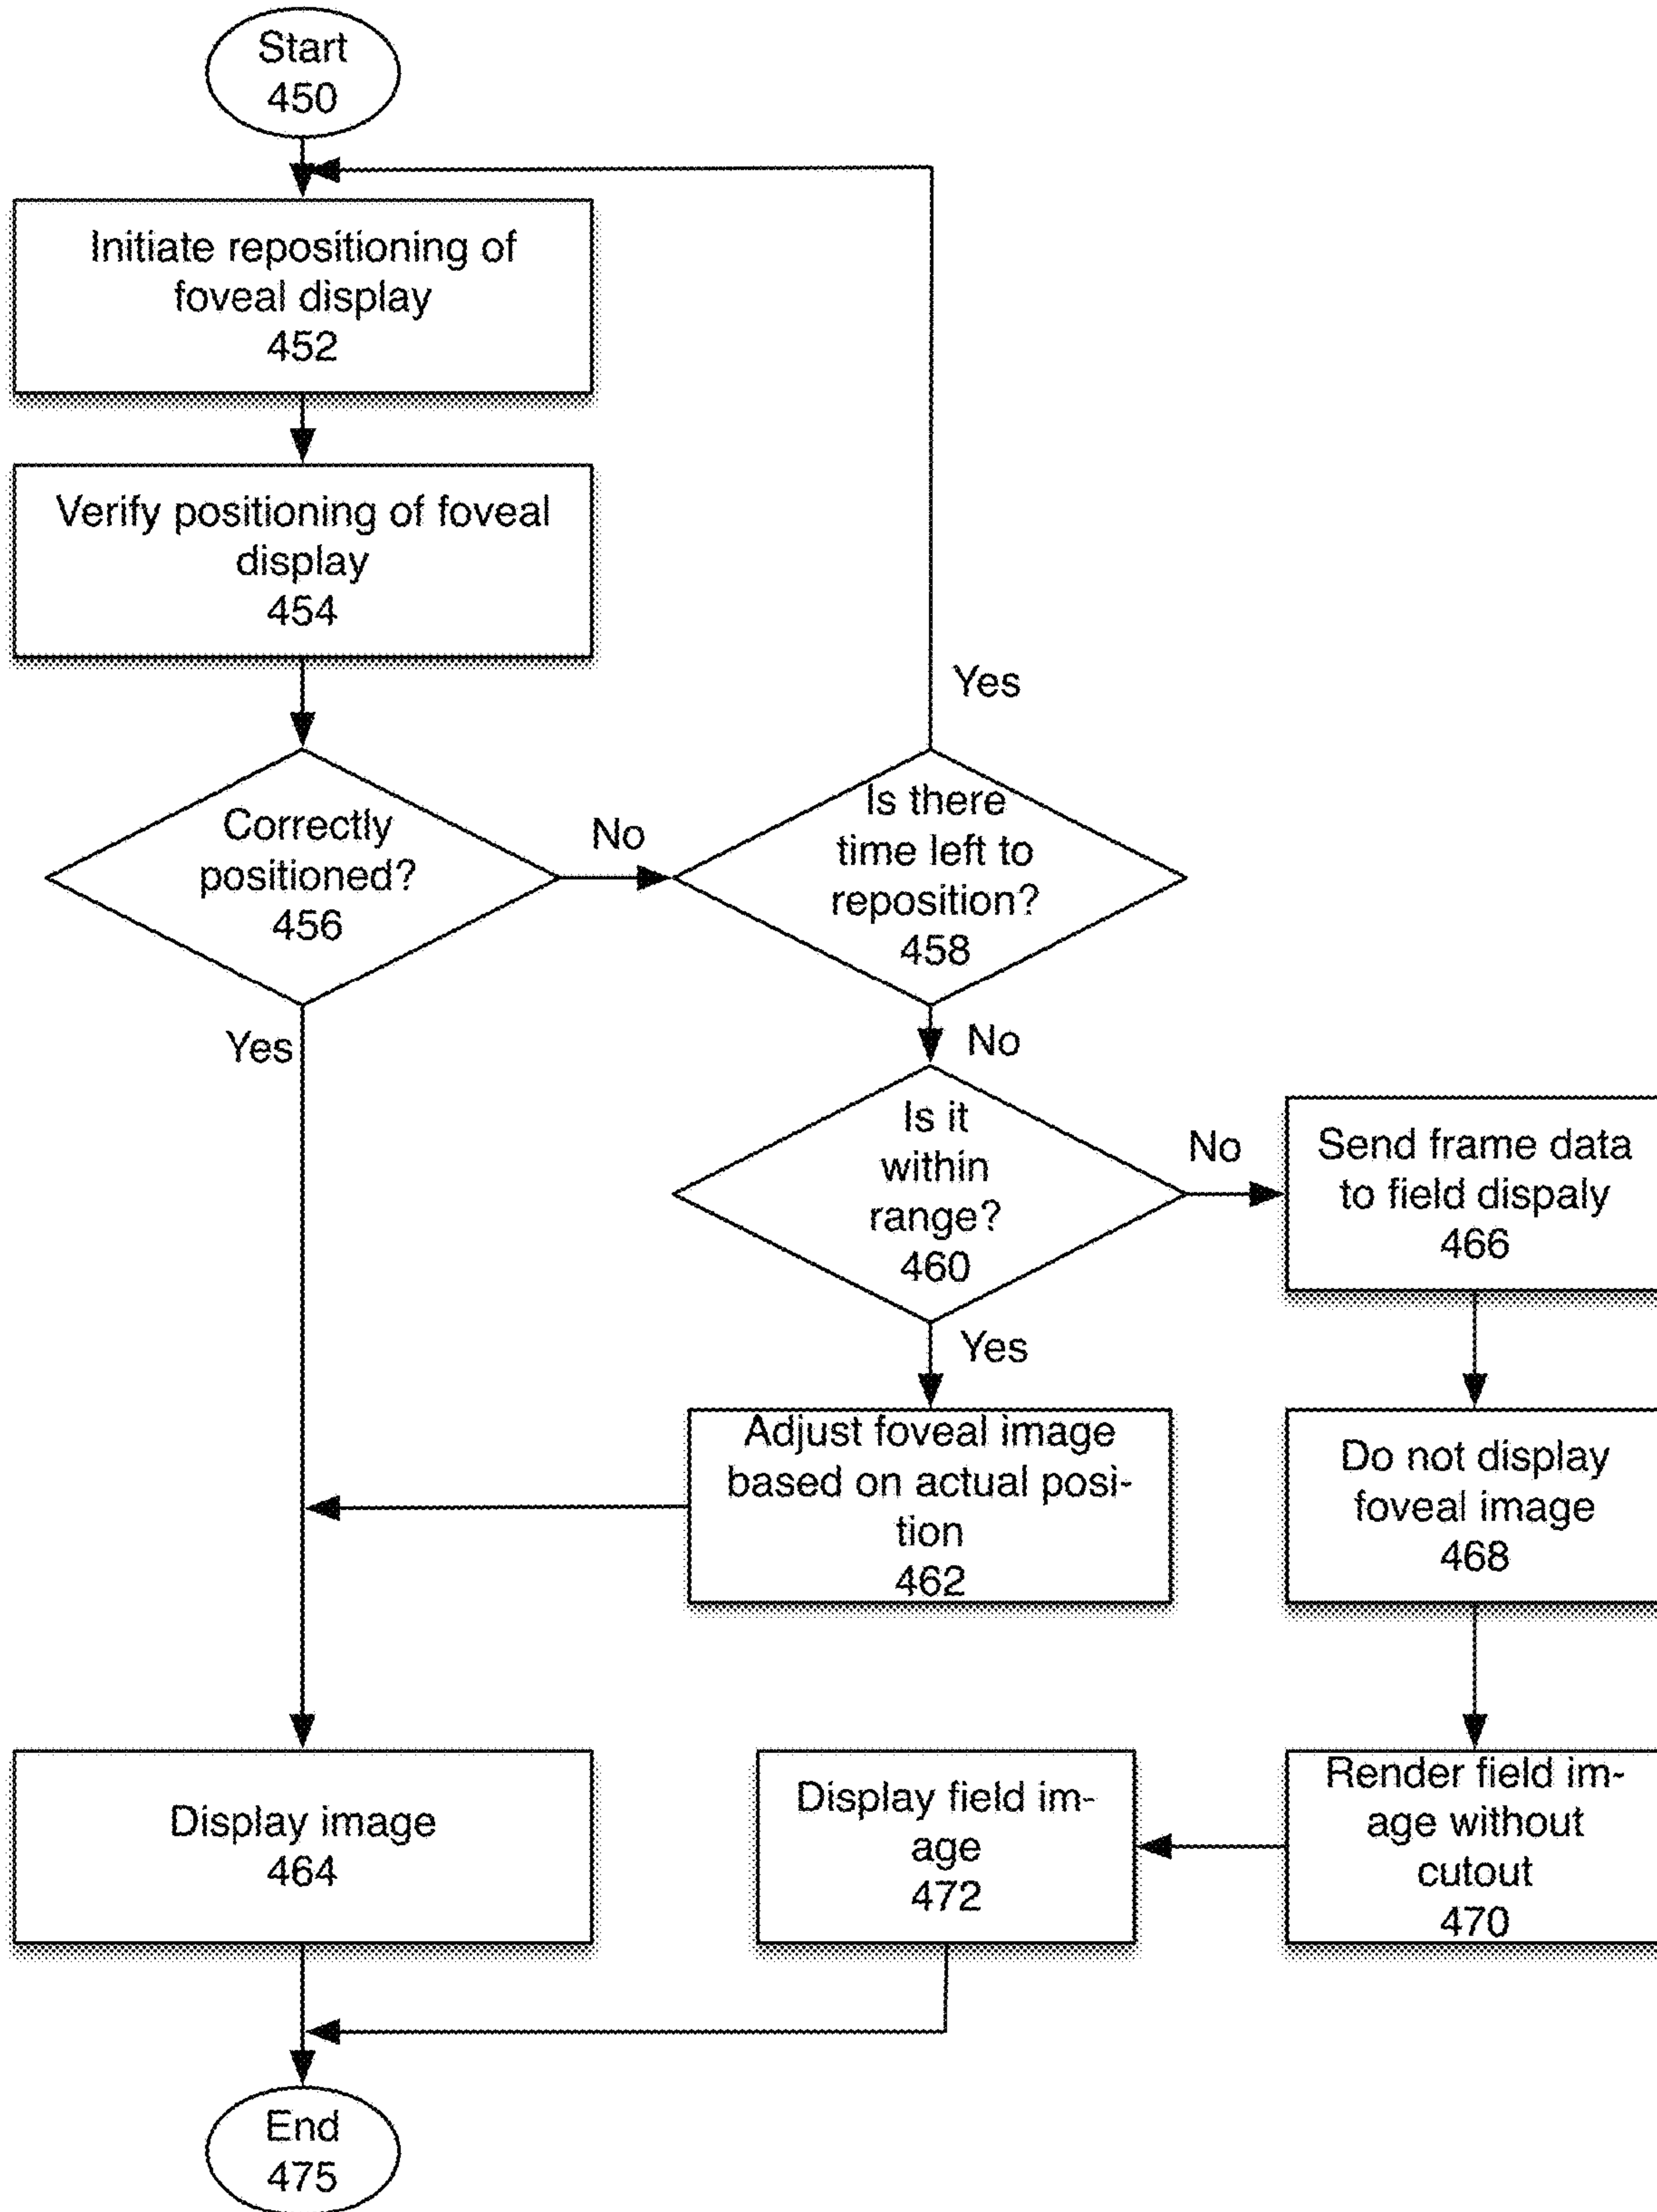 Start
450
Initiate repositioning of
foveal display
452
Verify positioning of foveal
display
454
Yes
Correctly
positioned?
456
No
Is there
time left to
reposition?
458
Yes
No
Is it
within
range?
460
No
Send frame data
to field dispaly
466
Yes
Adjust foveal image
based on actual posi-
tion
462
Do not display
foveal image
468
Display image
464
Display field im-
age
472
Render field im-
age without
cutout
470
End
475